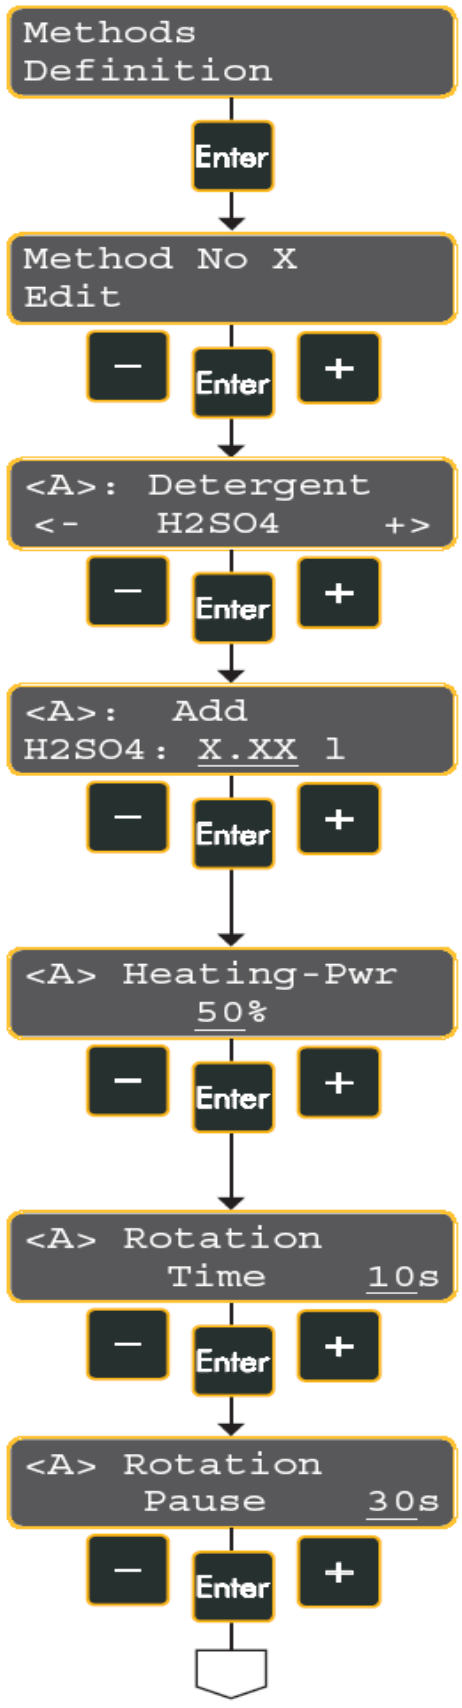 Methods
Definition
Enter
Method No X
Edit
− Enter +
<A>: Detergent
<- H2SO4 +>
− Enter +
<A>: Add
H2SO4: X.XX l
− Enter +
<A> Heating-Pwr
50%
− Enter +
<A> Rotation
Time 10s
− Enter +
<A> Rotation
Pause 30s
− Enter +